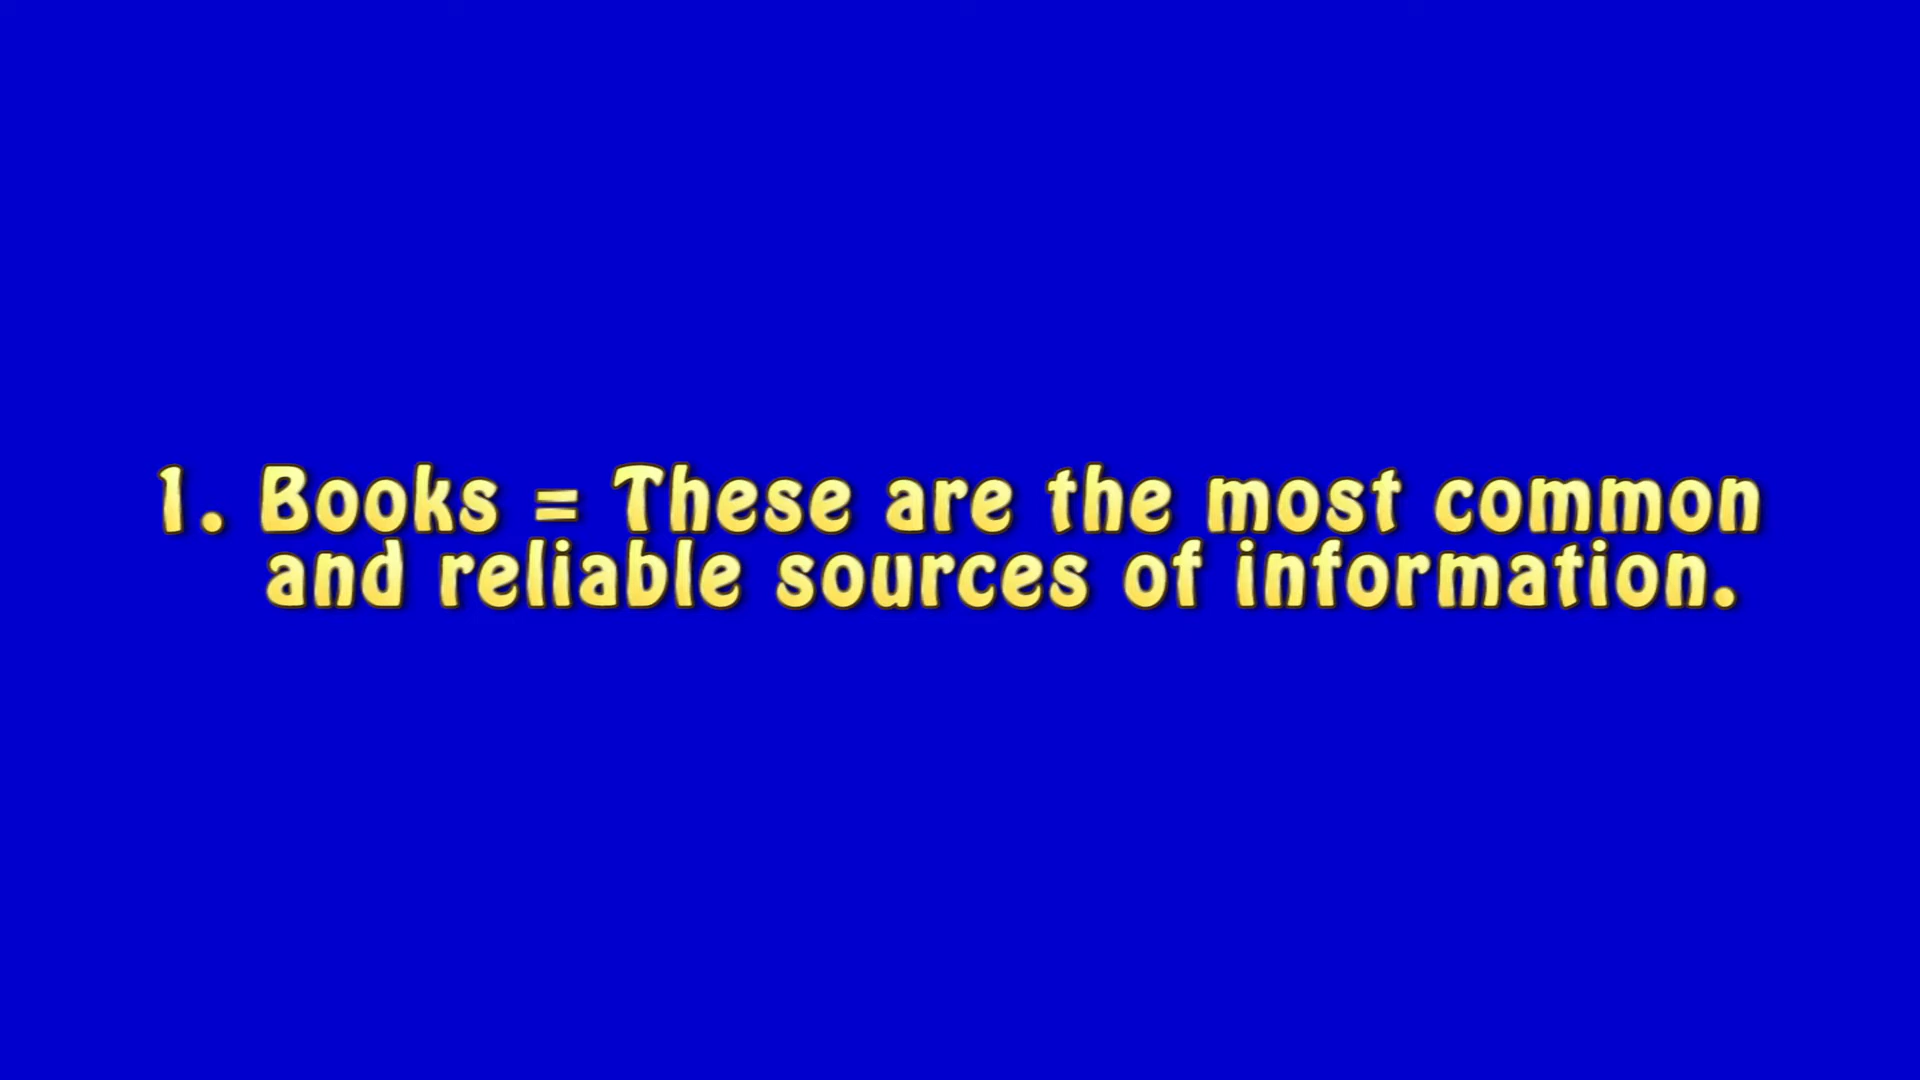 1. Books = These are the most common
and reliable sources of information.